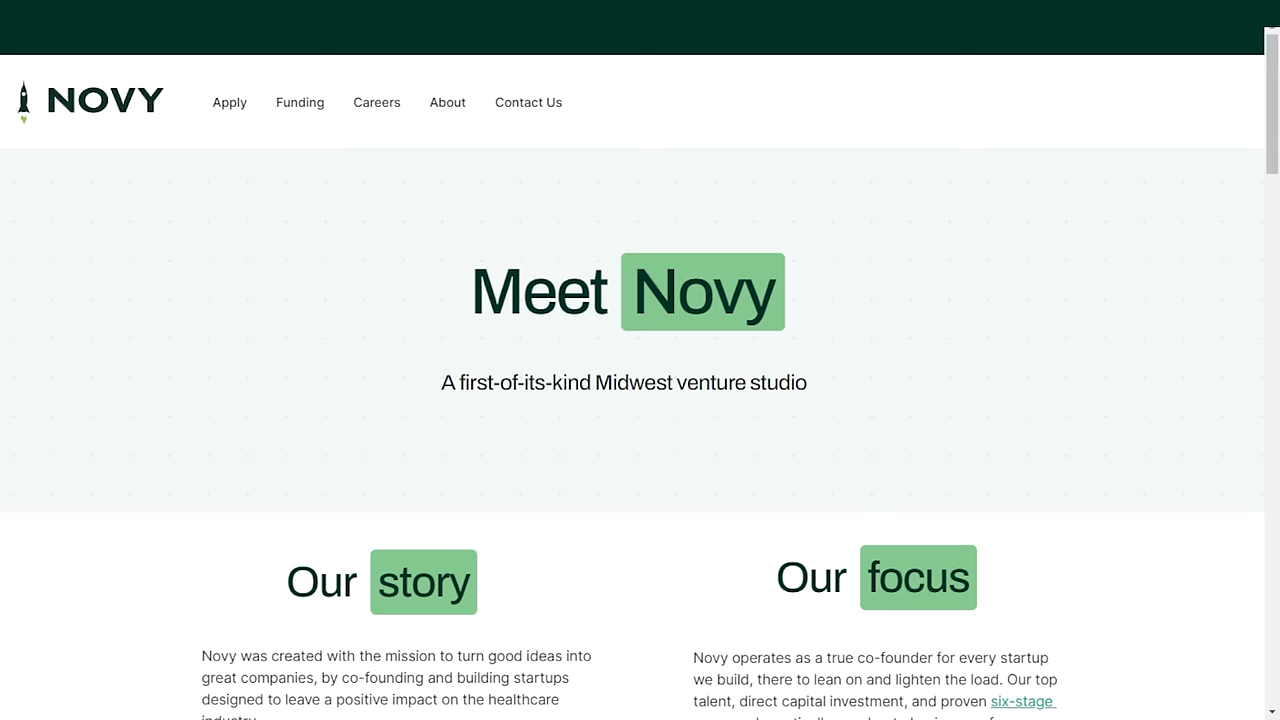 NOVY
Apply
Funding
Careers
About
Contact Us
Meet Novy
A first-of-its-kind Midwest venture studio
Our story
Novy was created with the mission to turn good ideas into
great companies, by co-founding and building startups
designed to leave a positive impact on the healthcare
industry.
Our focus
Novy operates as a true co-founder for every startup
we build, there to lean on and lighten the load. Our top
talent, direct capital investment, and proven six-stage